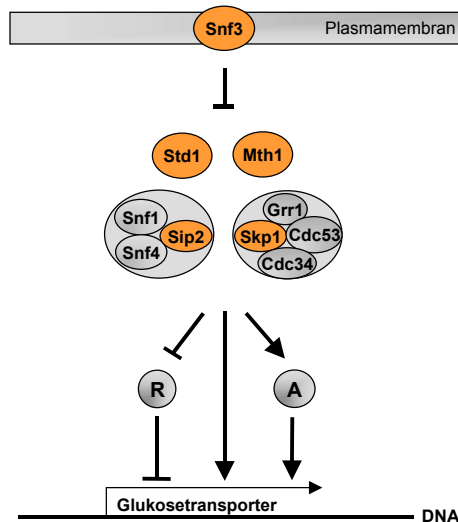 Snf3
Plasmamembran
Std1
Mth1
Snf1
Sip2
Snf4
Grr1
Skp1
Cdc53
Cdc34
R
A
Glukosetransporter
DNA